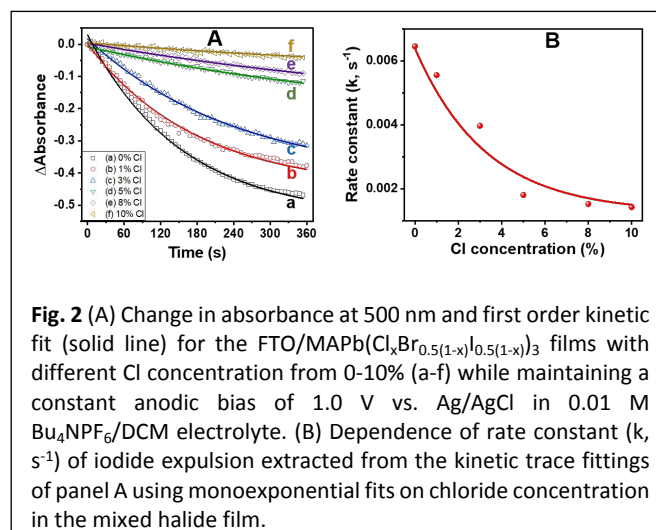 A
0.0
-0.1
-0.2
-0.3
-0.4
-0.5
ΔAbsorbance
f
e
d
c
b
a
(a) 0% Cl
(b) 1% Cl
(c) 3% Cl
(d) 5% Cl
(e) 8% Cl
(f) 10% Cl
0 60 120 180 240 300 360
Time (s)
B
0.006
0.004
0.002
Rate constant (k, s⁻¹)
0 2 4 6 8 10
Cl concentration (%)
Fig. 2 (A) Change in absorbance at 500 nm and first order kinetic
fit (solid line) for the FTO/MAPb(ClₓBr₀.₅₍₁₋ₓ₎I₀.₅₍₁₋ₓ₎)₃ films with
different Cl concentration from 0-10% (a-f) while maintaining a
constant anodic bias of 1.0 V vs. Ag/AgCl in 0.01 M
Bu₄NPF₆/DCM electrolyte. (B) Dependence of rate constant (k,
s⁻¹) of iodide expulsion extracted from the kinetic trace fittings
of panel A using monoexponential fits on chloride concentration
in the mixed halide film.